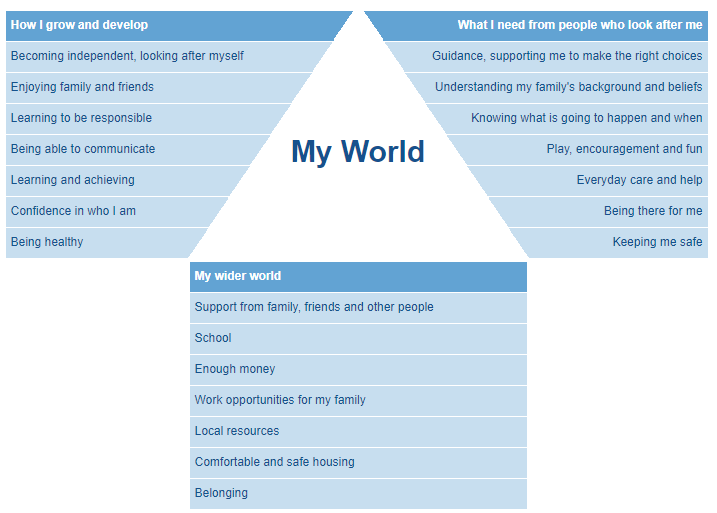 How I grow and develop
Becoming independent, looking after myself
Enjoying family and friends
Learning to be responsible
Being able to communicate
Learning and achieving
Confidence in who I am
Being healthy
My World
What I need from people who look after me
Guidance, supporting me to make the right choices
Understanding my family's background and beliefs
Knowing what is going to happen and when
Play, encouragement and fun
Everyday care and help
Being there for me
Keeping me safe
My wider world
Support from family, friends and other people
School
Enough money
Work opportunities for my family
Local resources
Comfortable and safe housing
Belonging